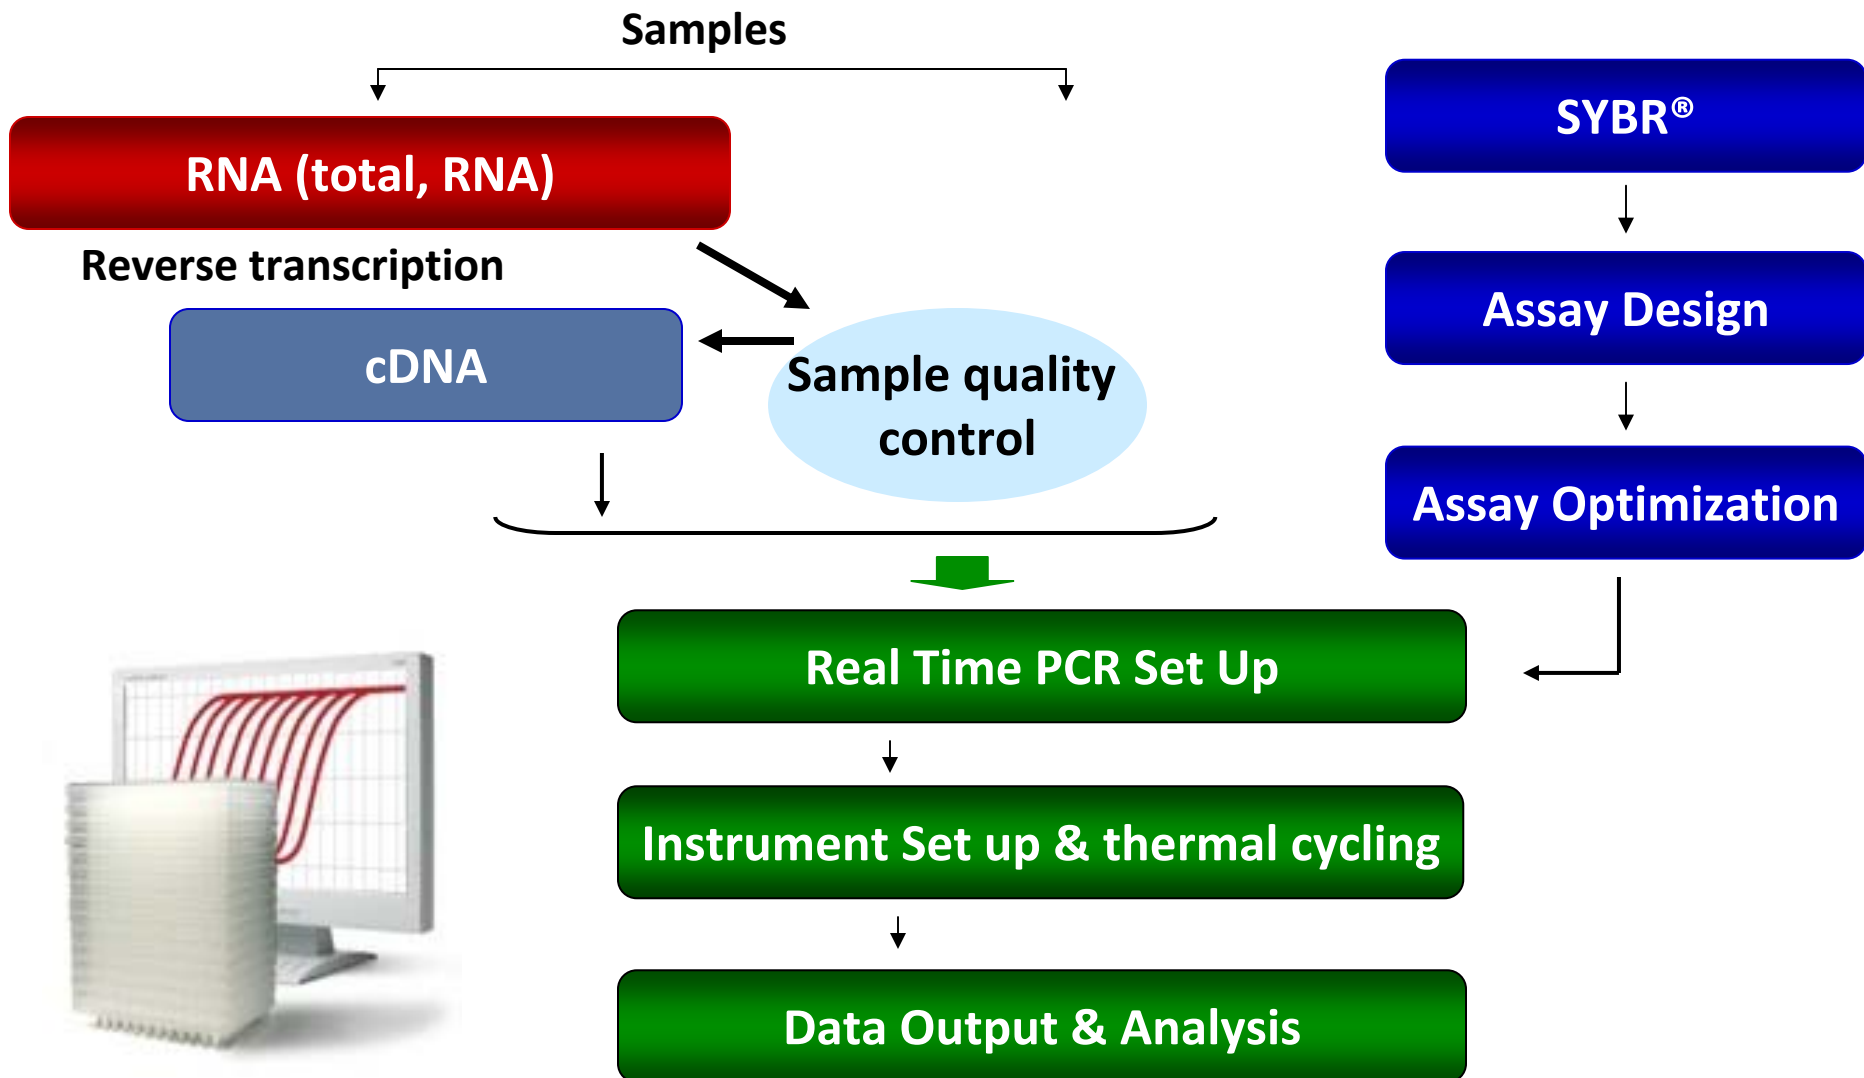 Samples
SYBR®
RNA (total, RNA)
Reverse transcription
Assay Design
cDNA
Sample quality
control
Assay Optimization
Real Time PCR Set Up
Instrument Set up & thermal cycling
Data Output & Analysis